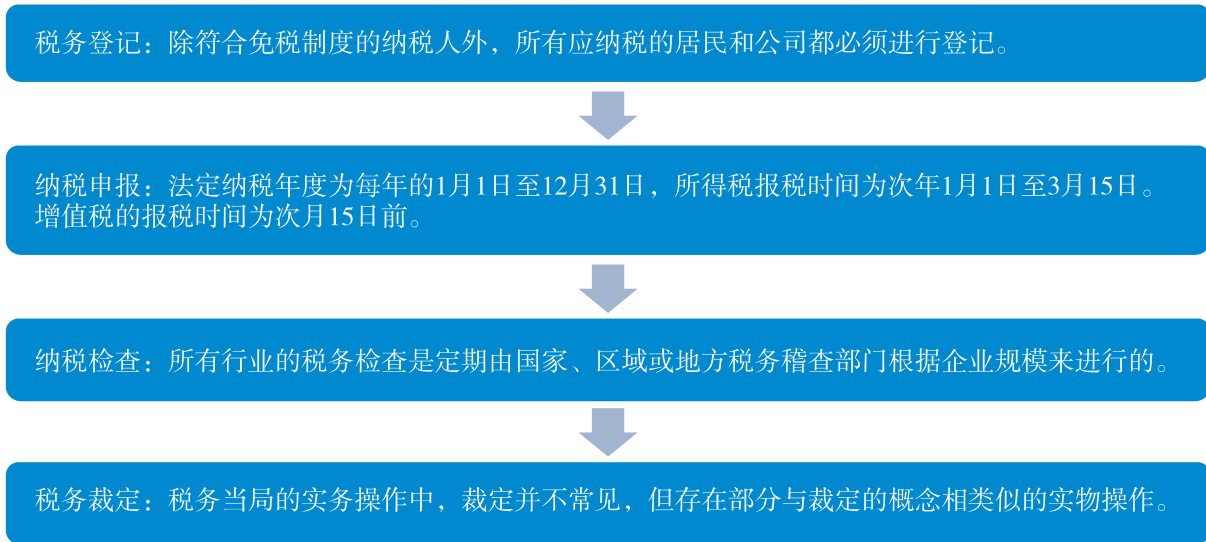 税务登记：除符合免税制度的纳税人外，所有应纳税的居民和公司都必须进行登记。
纳税申报：法定纳税年度为每年的1月1日至12月31日，所得税报税时间为次年1月1日至3月15日。
增值税的报税时间为次月15日前。
纳税检查：所有行业的税务检查是定期由国家、区域或地方税务稽查部门根据企业规模来进行的。
税务裁定：税务当局的实务操作中，裁定并不常见，但存在部分与裁定的概念相类似的实物操作。